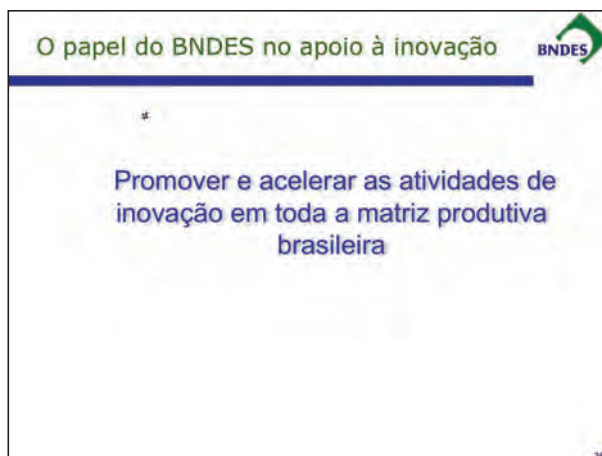 O papel do BNDES no apoio à inovação
BNDES
Promover e acelerar as atividades de
inovação em toda a matriz produtiva
brasileira